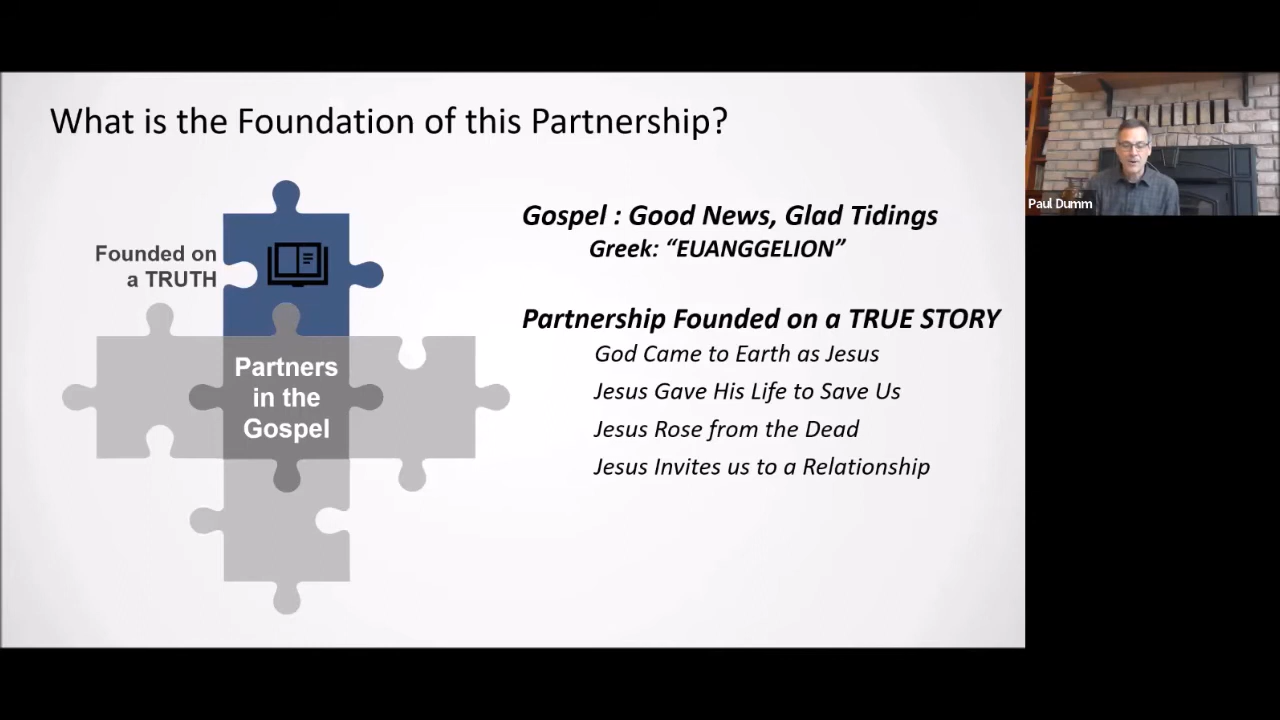 What is the Foundation of this Partnership?
Founded on
a TRUTH
Partners
in the
Gospel
Gospel : Good News, Glad Tidings
Greek: “EUANGGELION”
Partnership Founded on a TRUE STORY
God Came to Earth as Jesus
Jesus Gave His Life to Save Us
Jesus Rose from the Dead
Jesus Invites us to a Relationship
Paul Dumm